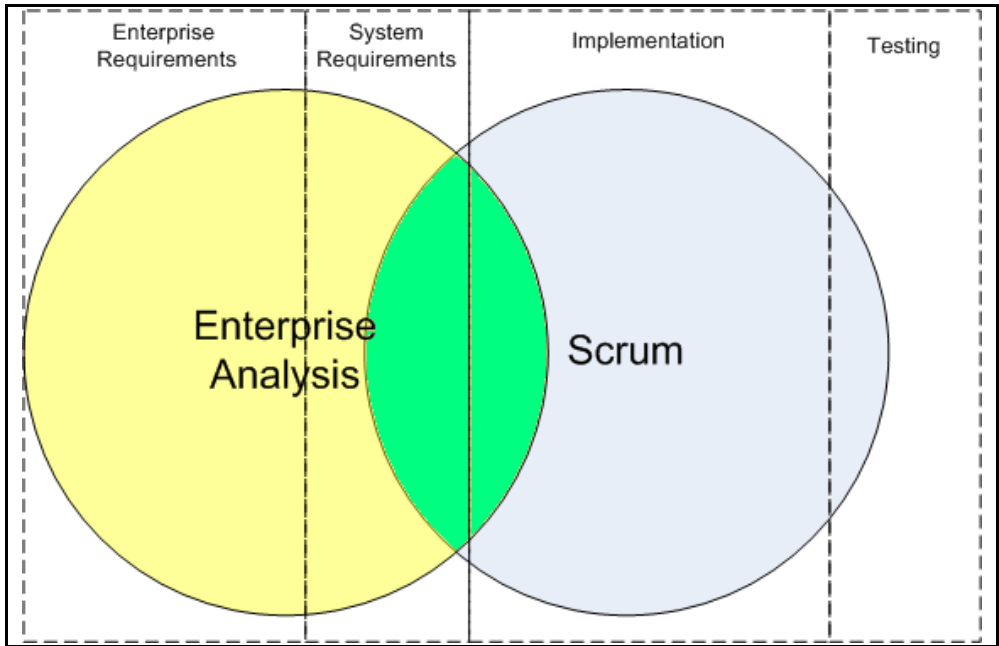 Enterprise
Requirements
System
Requirements
Implementation
Testing
Enterprise
Analysis
Scrum